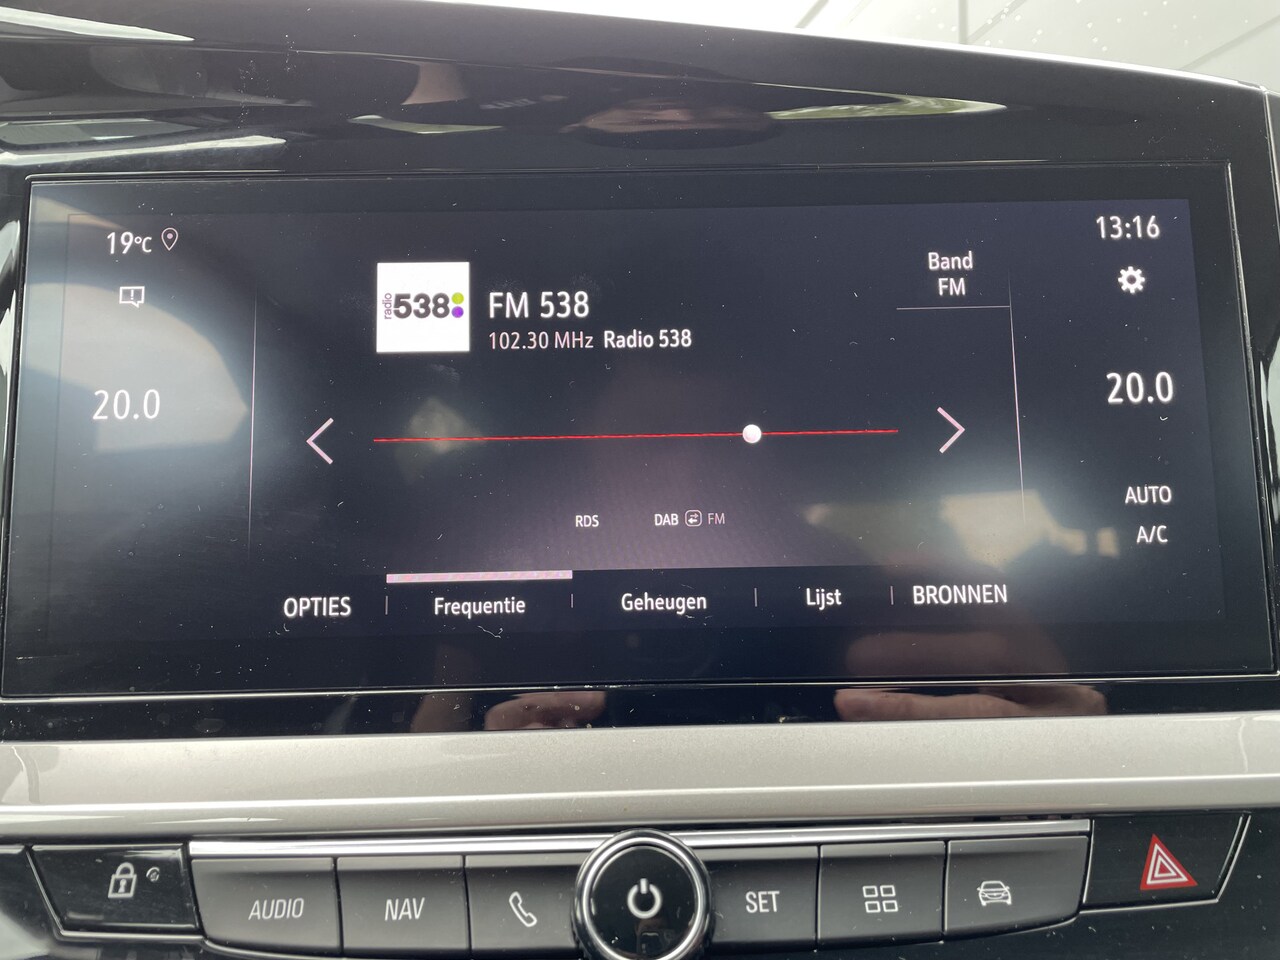 19°C
13:16
radio 538
FM 538
102.30 MHz Radio 538
Band
FM
20.0
20.0
RDS
DAB FM
AUTO
A/C
OPTIES
Frequentie
Geheugen
Lijst
BRONNEN
AUDIO
NAV
SET